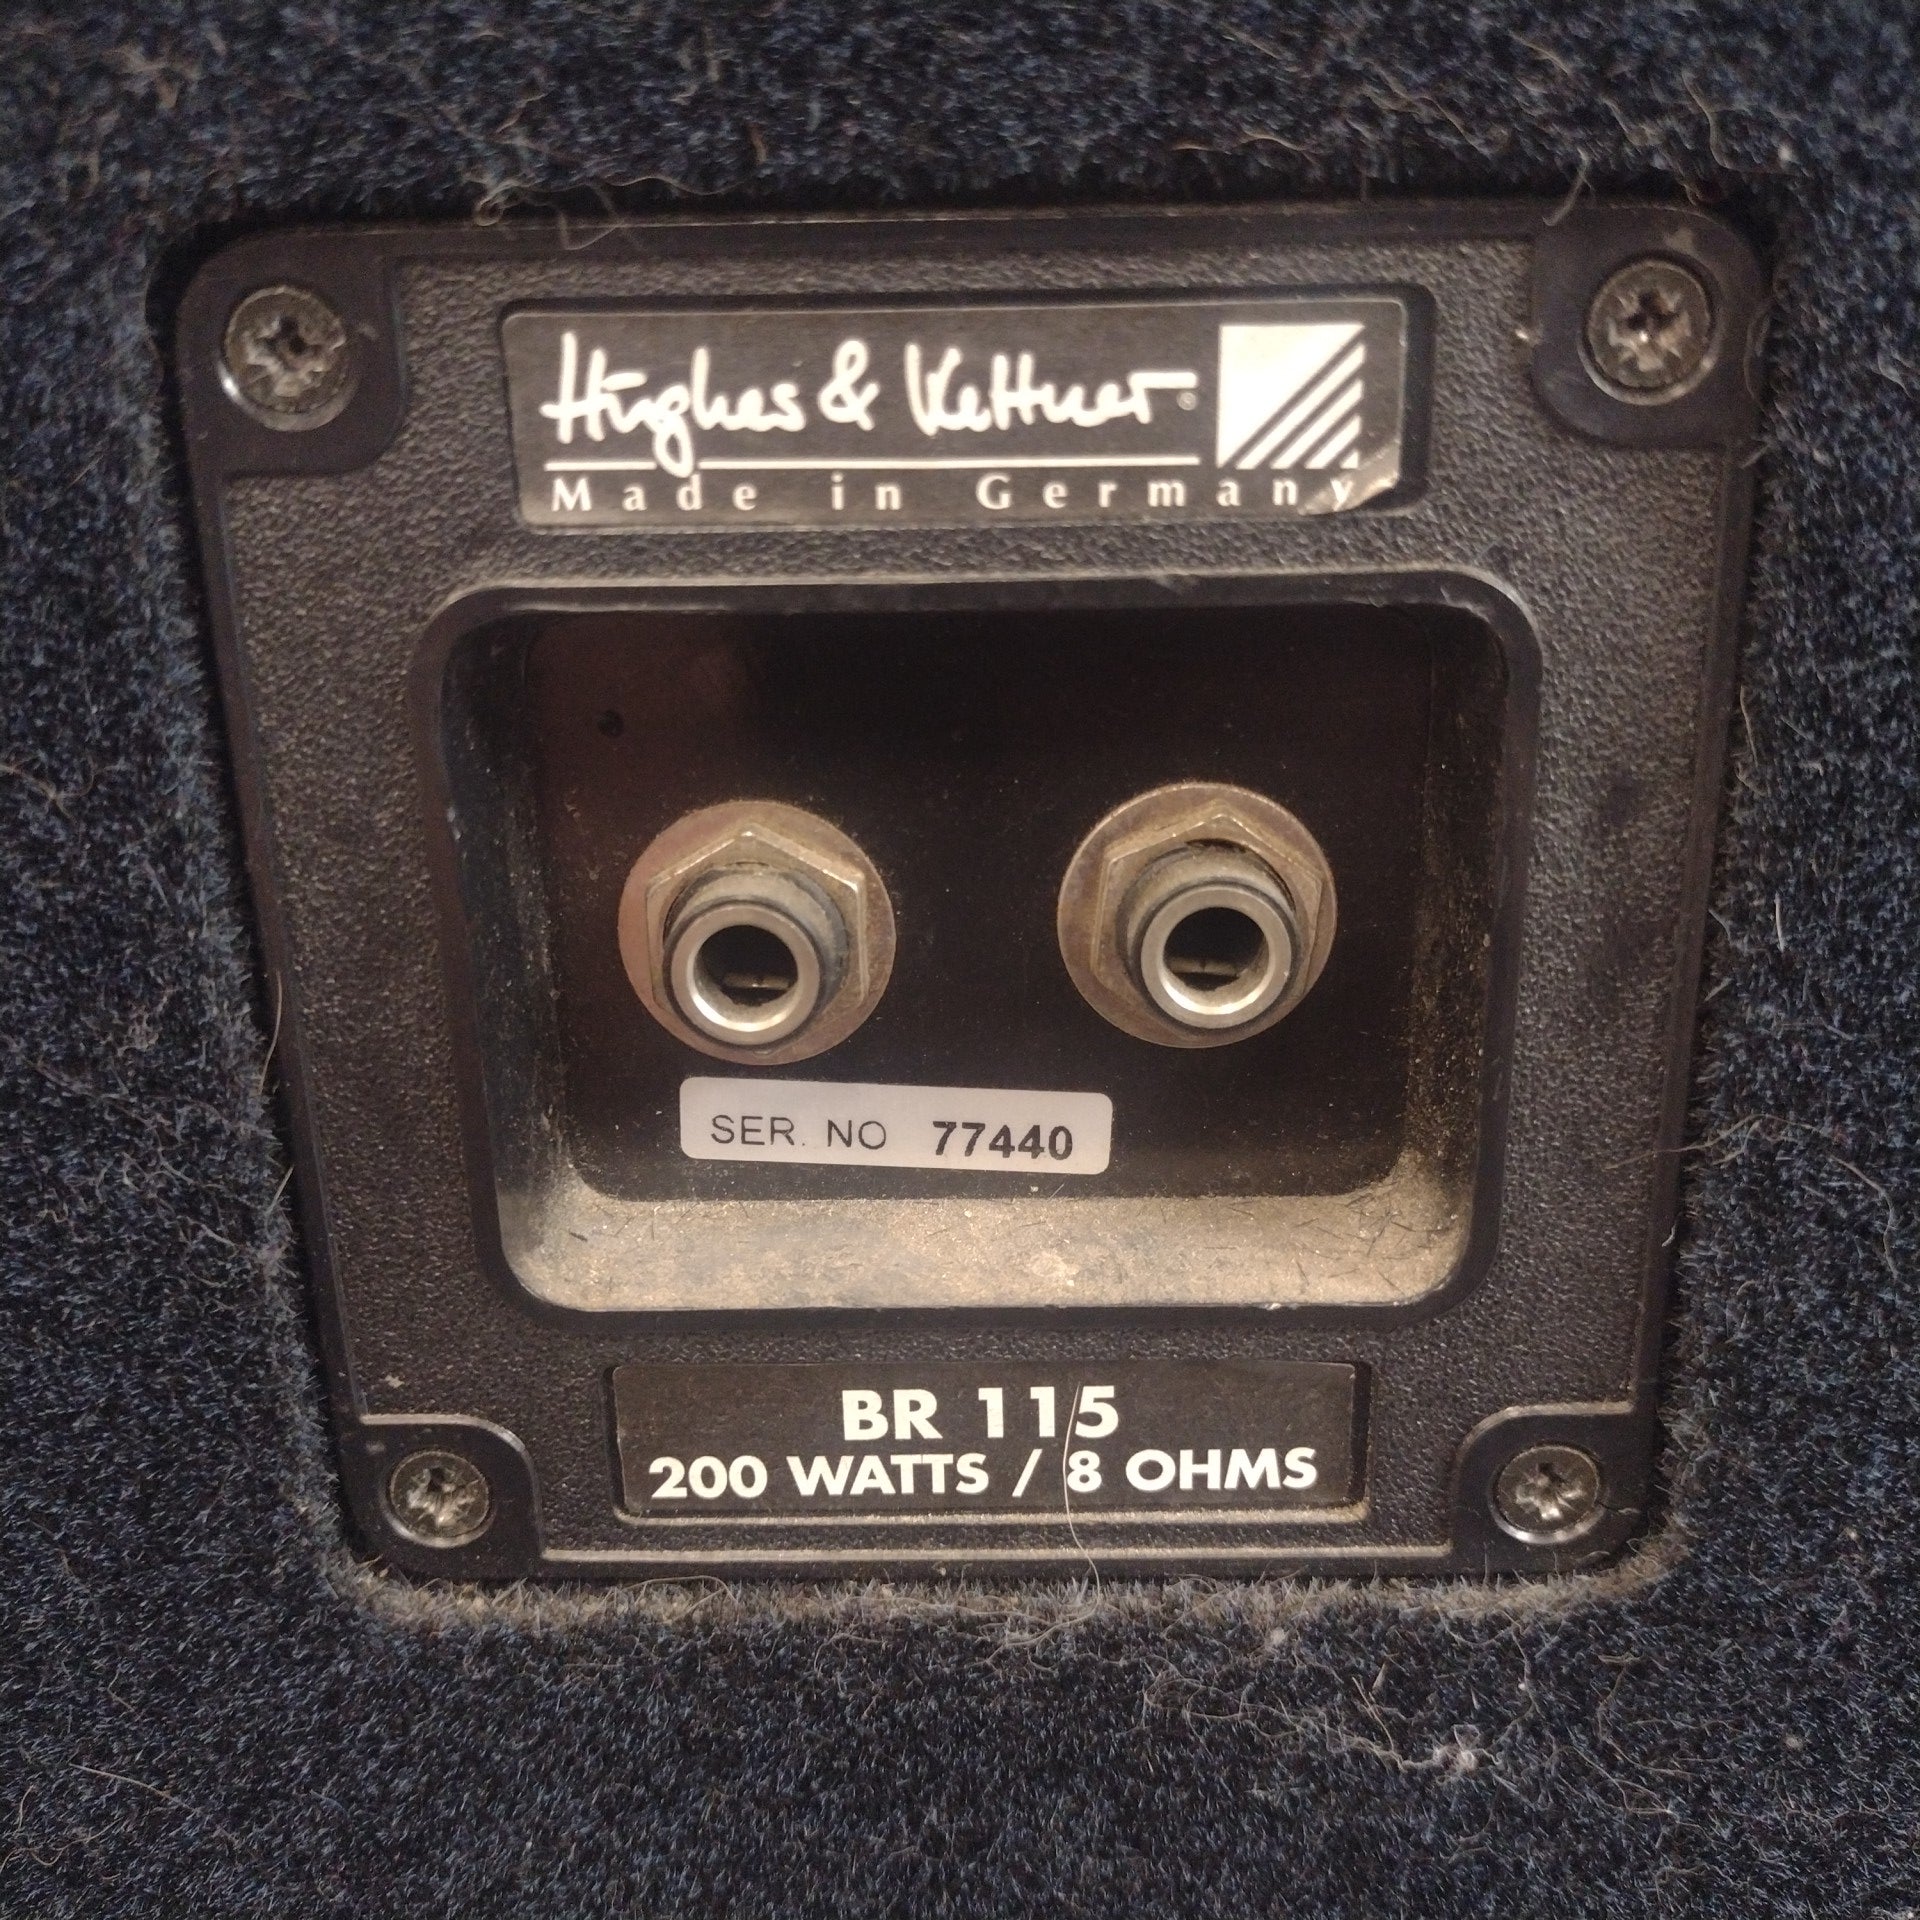 Hughes & Kettner®
Made in Germany
SER. NO 77440
BR 115
200 WATTS / 8 OHMS